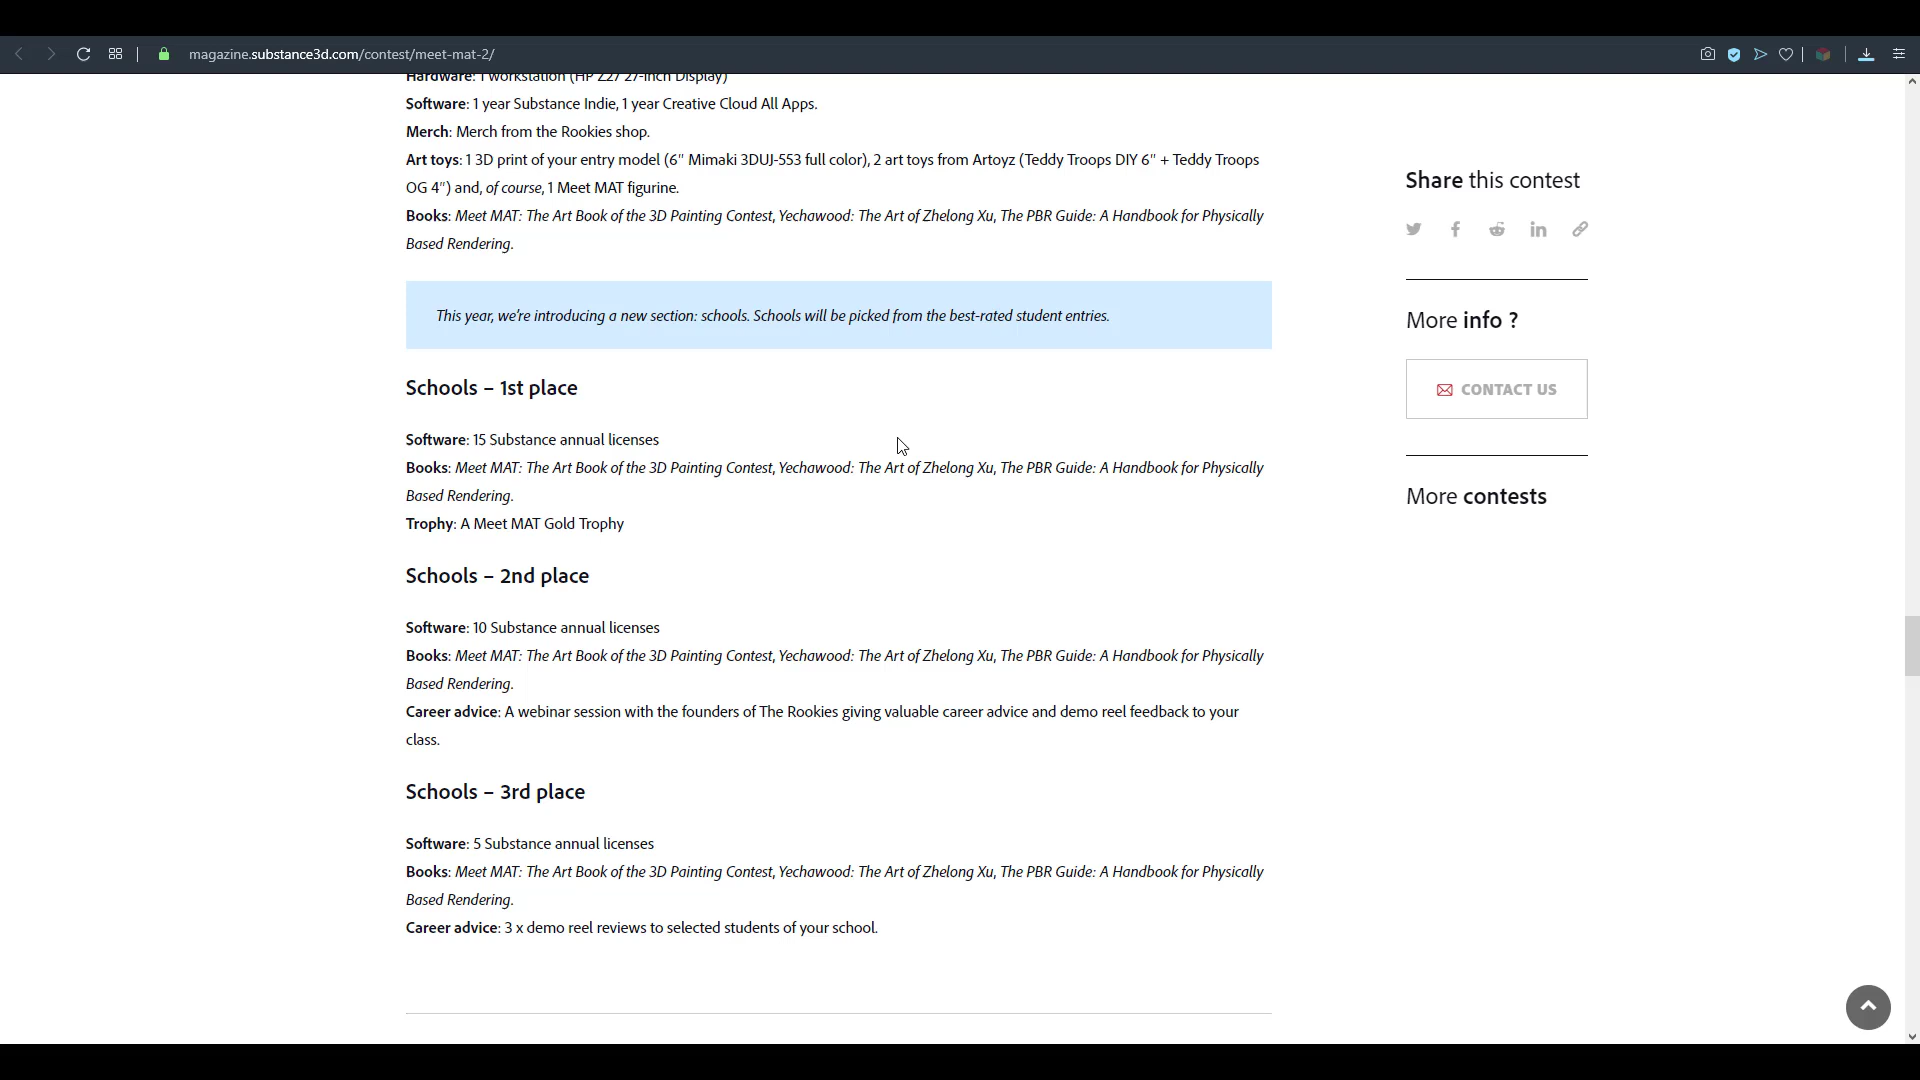 magazine.substance3d.com/contest/meet-mat-2/
Hardware: 1 workstation (HP Z27 27-inch Display)
Software: 1 year Substance Indie, 1 year Creative Cloud All Apps.
Merch: Merch from the Rookies shop.
Art toys: 1 3D print of your entry model (6″ Mimaki 3DUJ-553 full color), 2 art toys from Artoyz (Teddy Troops DIY 6″ + Teddy Troops
OG 4″) and, of course, 1 Meet MAT figurine.
Books: Meet MAT: The Art Book of the 3D Painting Contest, Yechawood: The Art of Zhelong Xu, The PBR Guide: A Handbook for Physically
Based Rendering.
This year, we’re introducing a new section: schools. Schools will be picked from the best-rated student entries.
Schools – 1st place
Software: 15 Substance annual licenses
Books: Meet MAT: The Art Book of the 3D Painting Contest, Yechawood: The Art of Zhelong Xu, The PBR Guide: A Handbook for Physically
Based Rendering.
Trophy: A Meet MAT Gold Trophy
Schools – 2nd place
Software: 10 Substance annual licenses
Books: Meet MAT: The Art Book of the 3D Painting Contest, Yechawood: The Art of Zhelong Xu, The PBR Guide: A Handbook for Physically
Based Rendering.
Career advice: A webinar session with the founders of The Rookies giving valuable career advice and demo reel feedback to your
class.
Schools – 3rd place
Software: 5 Substance annual licenses
Books: Meet MAT: The Art Book of the 3D Painting Contest, Yechawood: The Art of Zhelong Xu, The PBR Guide: A Handbook for Physically
Based Rendering.
Career advice: 3 x demo reel reviews to selected students of your school.
Share this contest
More info ?
CONTACT US
More contests